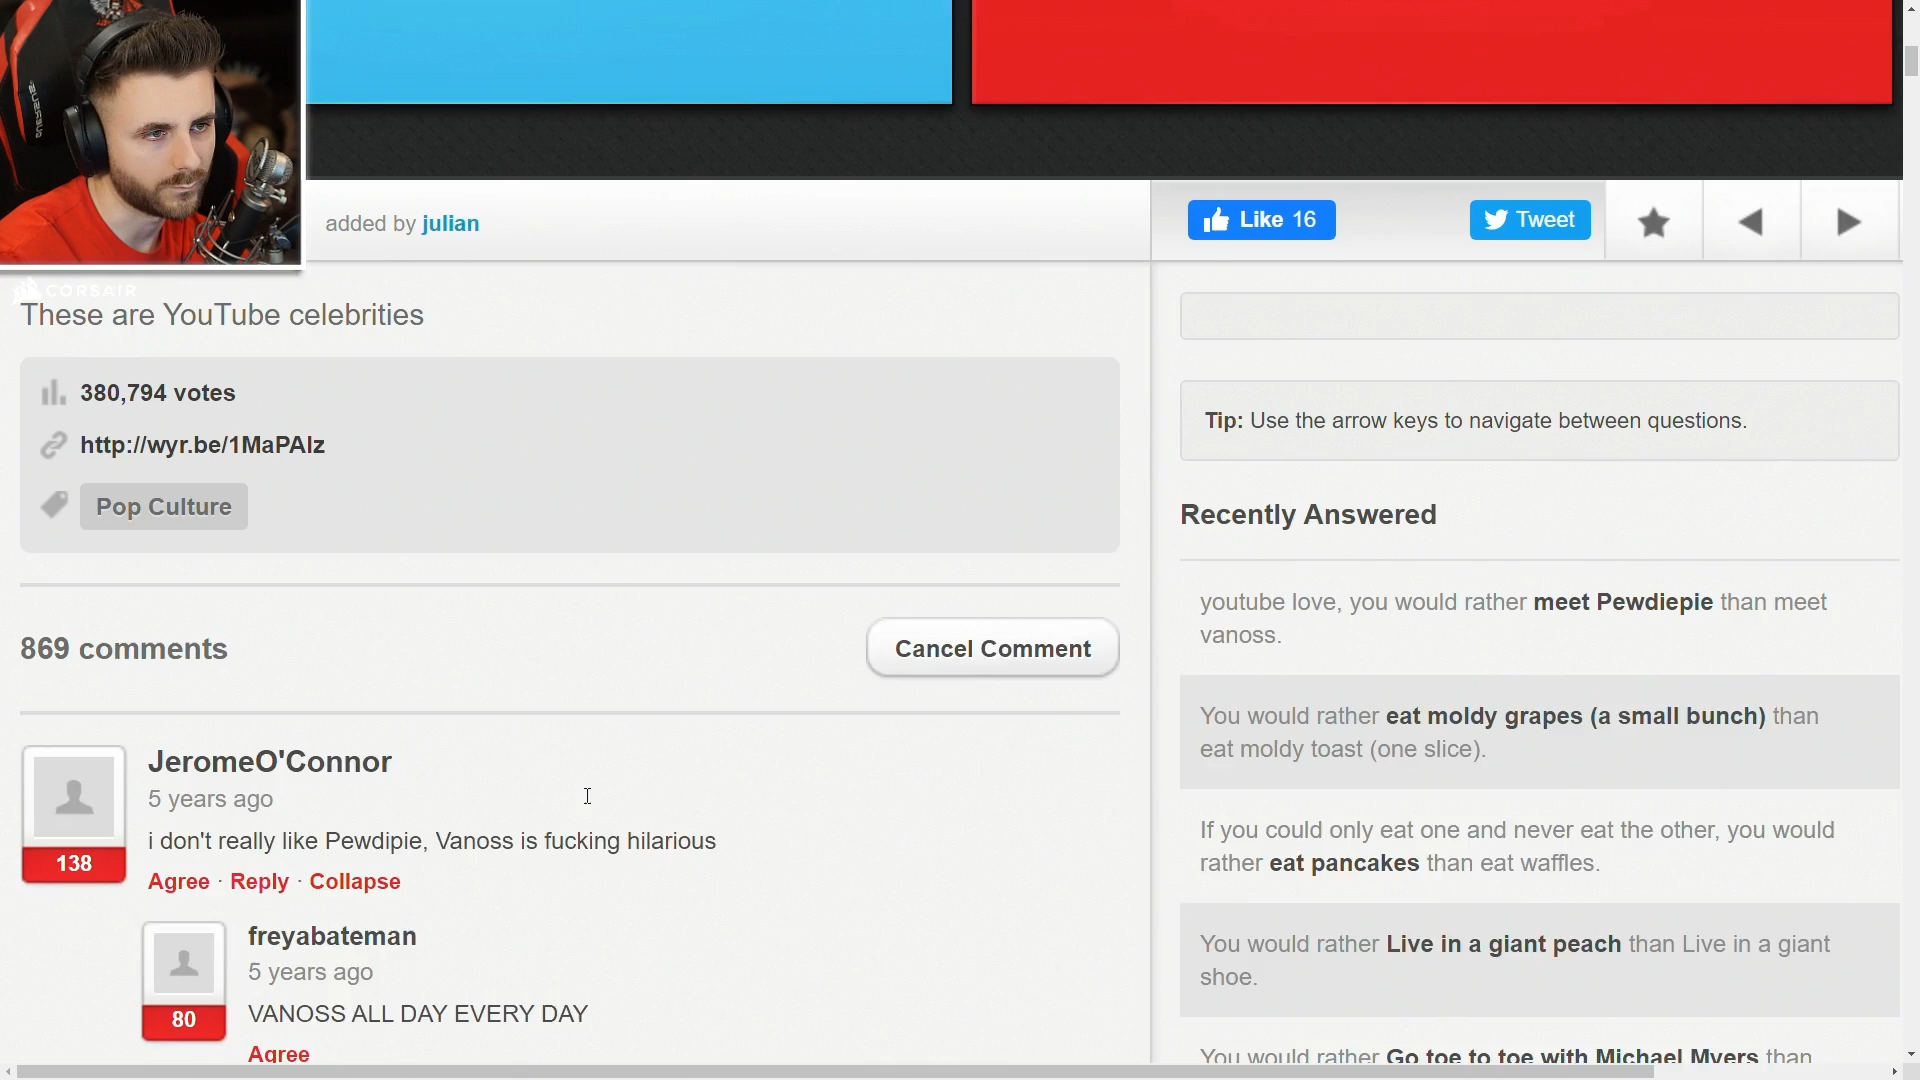 added by julian
Like 16
Tweet
CORSAIR
These are YouTube celebrities
380,794 votes
http://wyr.be/1MaPAlz
Pop Culture
869 comments
Cancel Comment
JeromeO'Connor
5 years ago
i don't really like Pewdipie, Vanoss is fucking hilarious
138
Agree · Reply · Collapse
freyabateman
5 years ago
VANOSS ALL DAY EVERY DAY
80
Agree
Tip: Use the arrow keys to navigate between questions.
Recently Answered
youtube love, you would rather meet Pewdiepie than meet
vanoss.
You would rather eat moldy grapes (a small bunch) than
eat moldy toast (one slice).
If you could only eat one and never eat the other, you would
rather eat pancakes than eat waffles.
You would rather Live in a giant peach than Live in a giant
shoe.
You would rather Go toe to toe with Michael Myers than